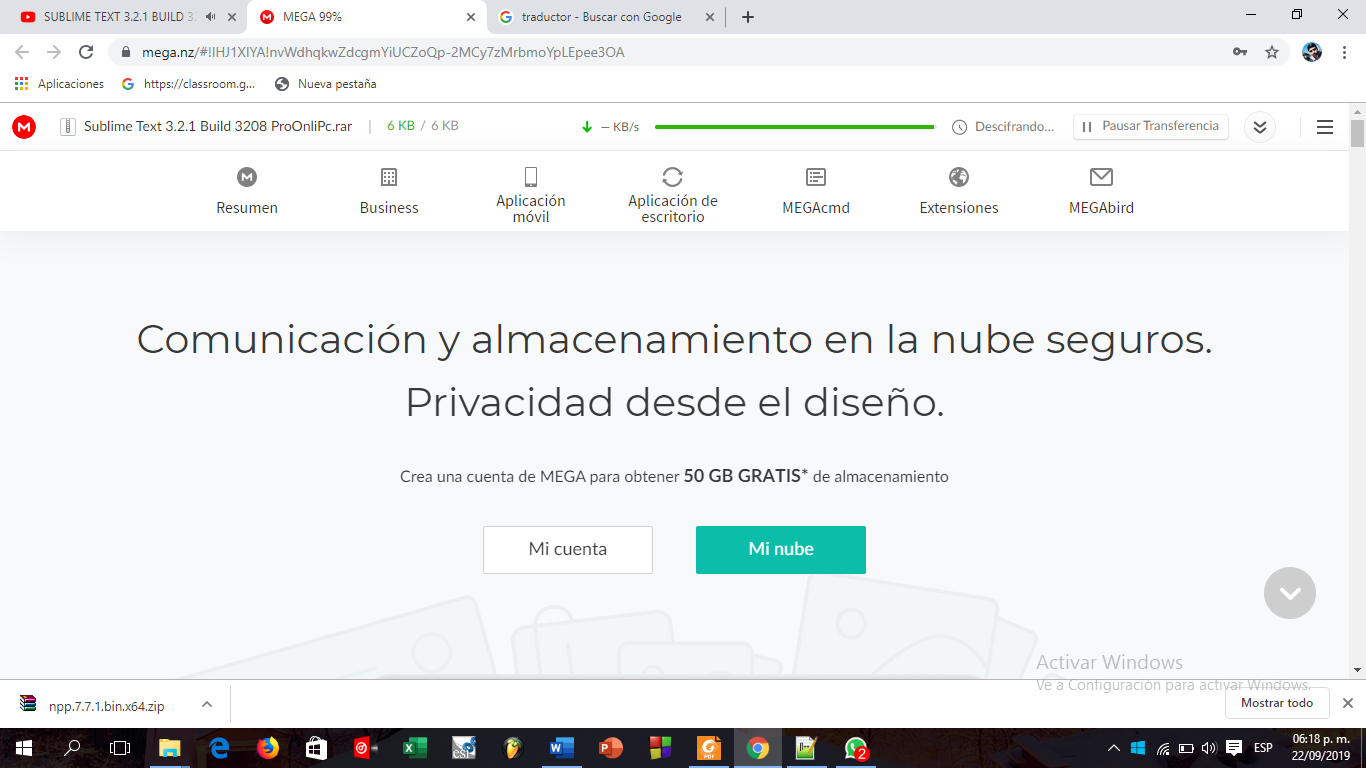 SUBLIME TEXT 3.2.1 BUILD 3
MEGA 99%
traductor - Buscar con Google
mega.nz/#!IHJ1XIYA!nvWdhqkwZdcgmYiUCZoQp-2MCy7zMrbmoYpLEpee3OA
Aplicaciones
https://classroom.g...
Nueva pestaña
M
Sublime Text 3.2.1 Build 3208 ProOnliPc.rar
6 KB / 6 KB
– KB/s
Descifrando...
Pausar Transferencia
Resumen
Business
Aplicación
móvil
Aplicación de
escritorio
MEGAcmd
Extensiones
MEGAbird
Comunicación y almacenamiento en la nube seguros.
Privacidad desde el diseño.
Crea una cuenta de MEGA para obtener 50 GB GRATIS* de almacenamiento
Mi cuenta
Mi nube
Activar Windows
Ve a Configuración para activar Windows.
npp.7.7.1.bin.x64.zip
Mostrar todo
ESP
06:18 p. m.
22/09/2019